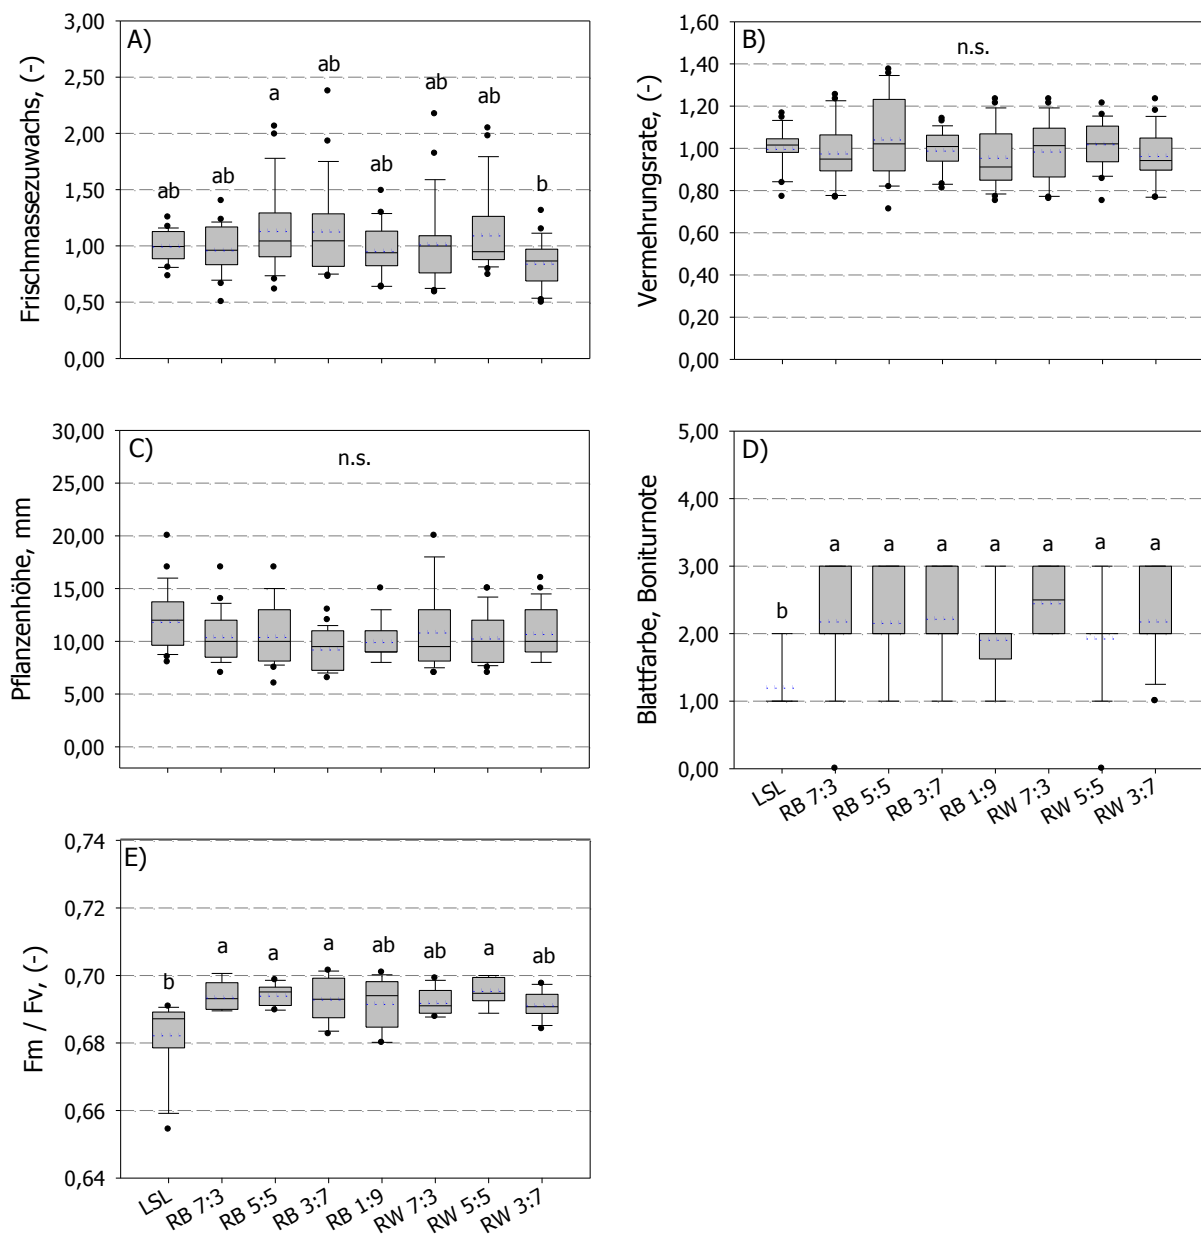 A)
Frischmassezuwachs, (-)
3,00
2,50
2,00
1,50
1,00
0,50
0,00
ab
ab
a
ab
ab
ab
ab
b
B)
n.s.
Vermehrungsrate, (-)
1,60
1,40
1,20
1,00
0,80
0,60
0,40
0,20
0,00
C)
n.s.
Pflanzenhöhe, mm
30,00
25,00
20,00
15,00
10,00
5,00
0,00
D)
Blattfarbe, Boniturnote
5,00
4,00
3,00
2,00
1,00
0,00
b
a
a
a
a
a
a
a
LSL
RB 7:3
RB 5:5
RB 3:7
RB 1:9
RW 7:3
RW 5:5
RW 3:7
E)
Fm / Fv, (-)
0,74
0,72
0,70
0,68
0,66
0,64
b
a
a
a
ab
ab
a
ab
LSL
RB 7:3
RB 5:5
RB 3:7
RB 1:9
RW 7:3
RW 5:5
RW 3:7